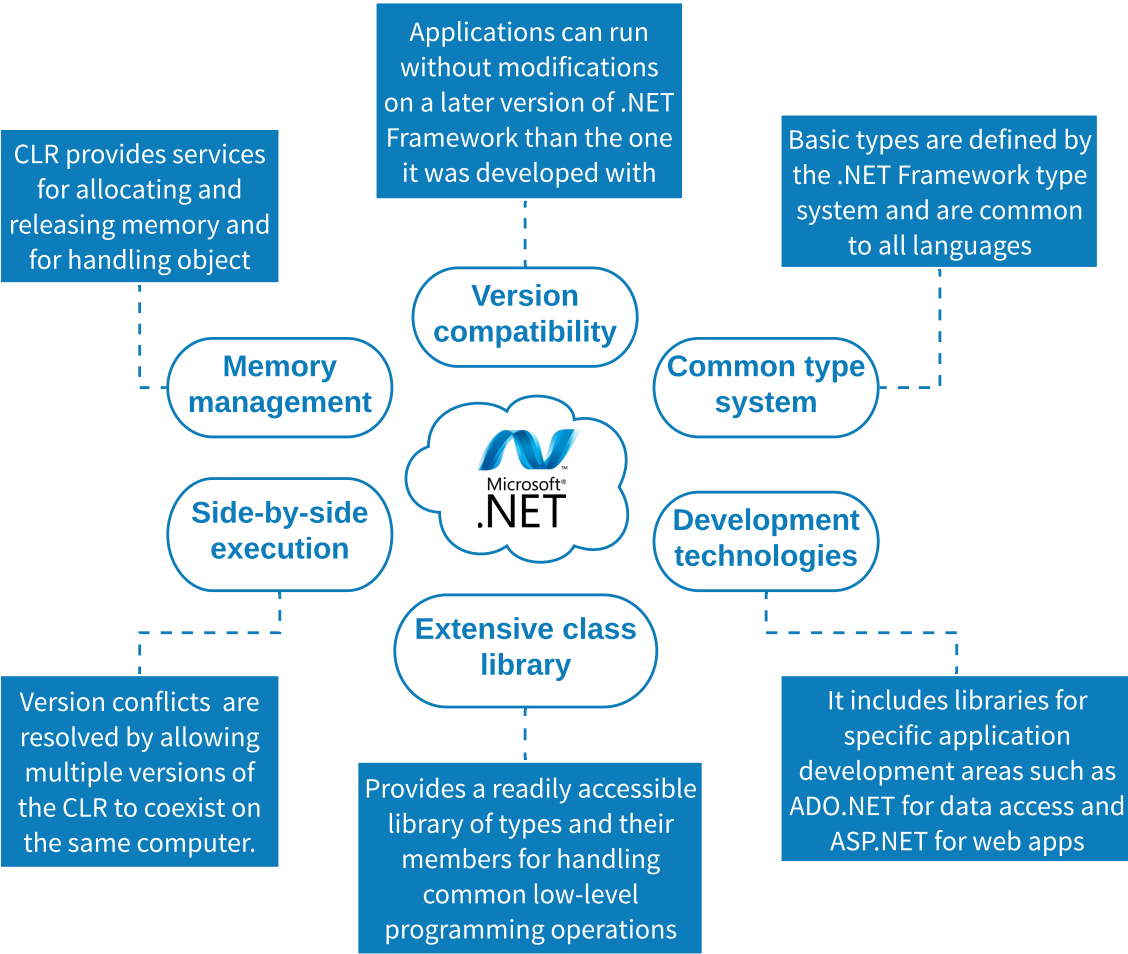 Applications can run
without modifications
on a later version of .NET
Framework than the one
it was developed with
CLR provides services
for allocating and
releasing memory and
for handling object
Basic types are defined by
the .NET Framework type
system and are common
to all languages
Version
compatibility
Memory
management
Common type
system
Microsoft®
.NET™
Side-by-side
execution
Development
technologies
Extensive class
library
Version conflicts  are
resolved by allowing
multiple versions of
the CLR to coexist on
the same computer.
Provides a readily accessible
library of types and their
members for handling
common low-level
programming operations
It includes libraries for
specific application
development areas such as
ADO.NET for data access and
ASP.NET for web apps